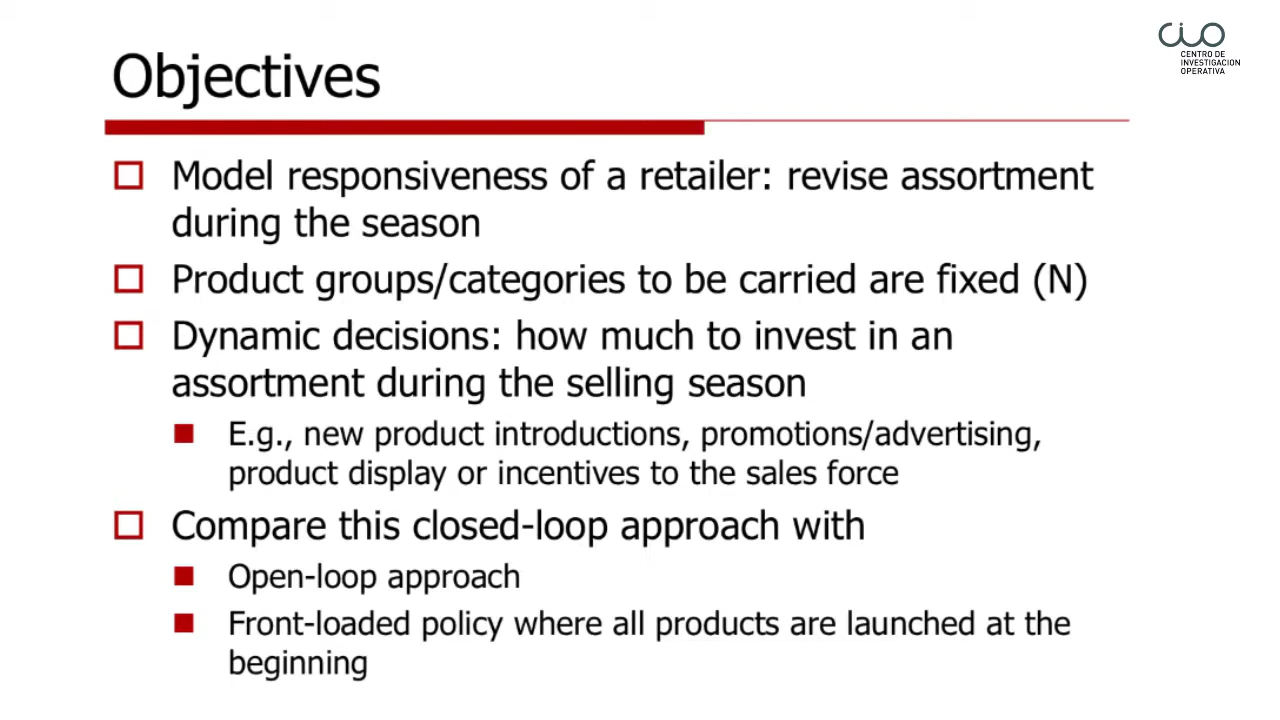 Objectives
CIO
CENTRO DE
INVESTIGACION
OPERATIVA
Model responsiveness of a retailer: revise assortment
during the season
Product groups/categories to be carried are fixed (N)
Dynamic decisions: how much to invest in an
assortment during the selling season
E.g., new product introductions, promotions/advertising,
product display or incentives to the sales force
Compare this closed-loop approach with
Open-loop approach
Front-loaded policy where all products are launched at the
beginning